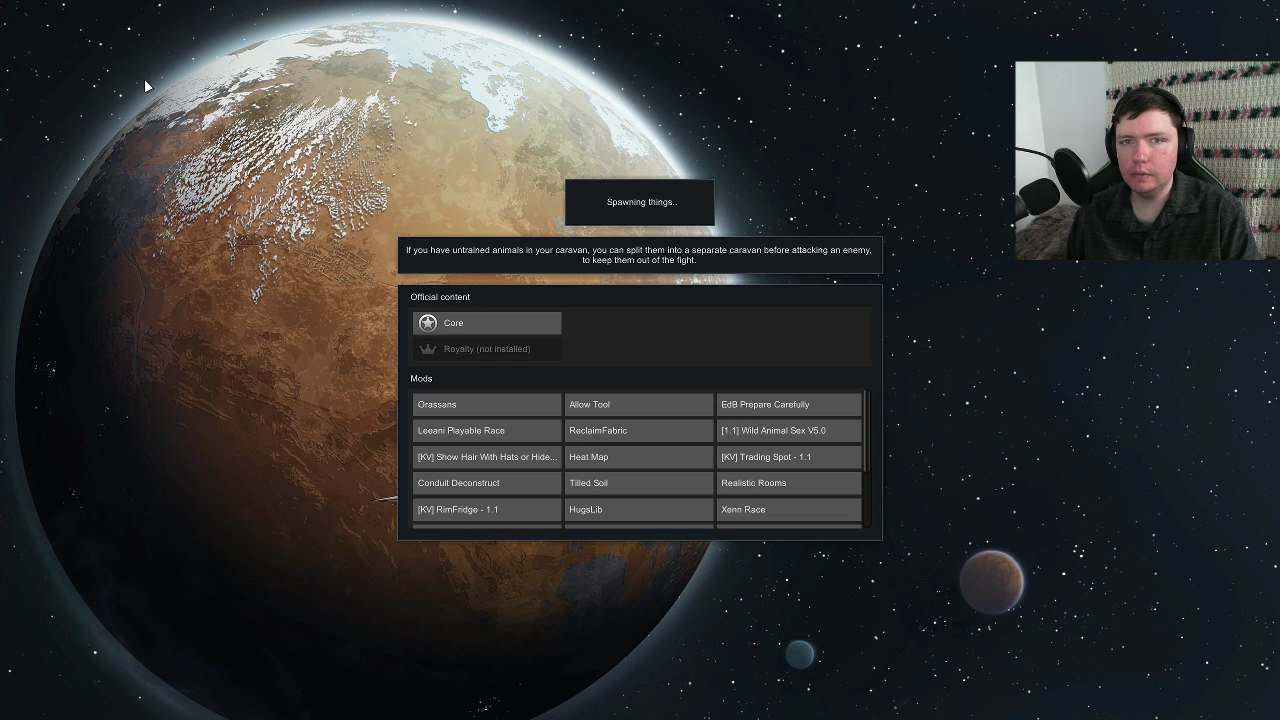 Spawning things..
If you have untrained animals in your caravan, you can split them into a separate caravan before attacking an enemy,
to keep them out of the fight.
Official content
Core
Royalty (not installed)
Mods
Orassans
Allow Tool
EdB Prepare Carefully
Leeani Playable Race
ReclaimFabric
[1.1] Wild Animal Sex V5.0
[KV] Show Hair With Hats or Hide...
Heat Map
[KV] Trading Spot - 1.1
Conduit Deconstruct
Tilled Soil
Realistic Rooms
[KV] RimFridge - 1.1
HugsLib
Xenn Race